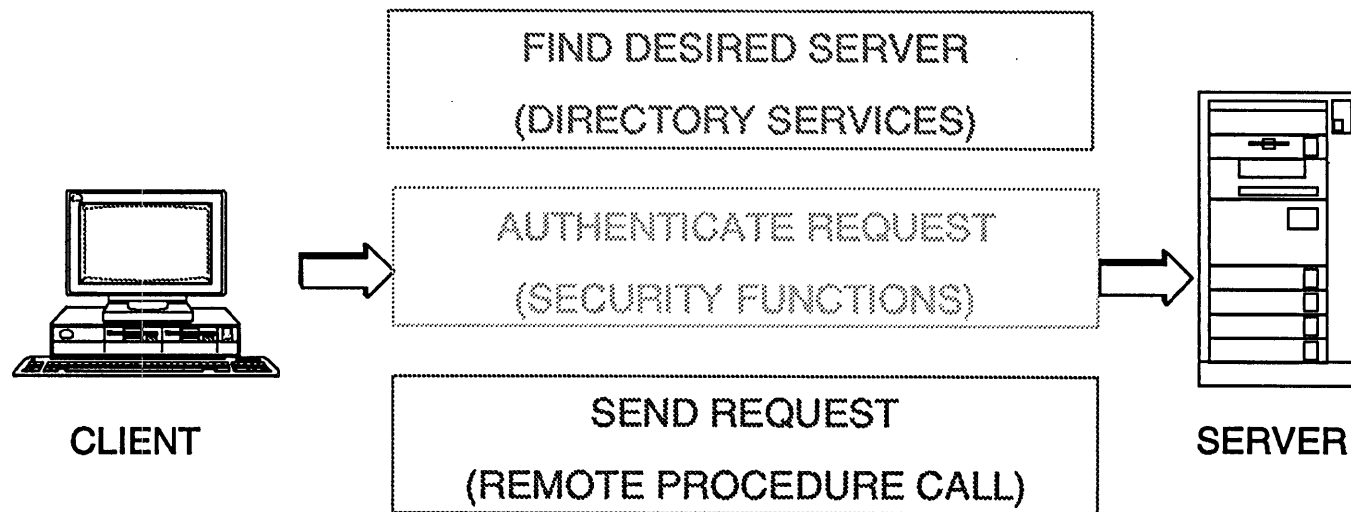 FIND DESIRED SERVER
(DIRECTORY SERVICES)
AUTHENTICATE REQUEST
(SECURITY FUNCTIONS)
CLIENT
SEND REQUEST
(REMOTE PROCEDURE CALL)
SERVER